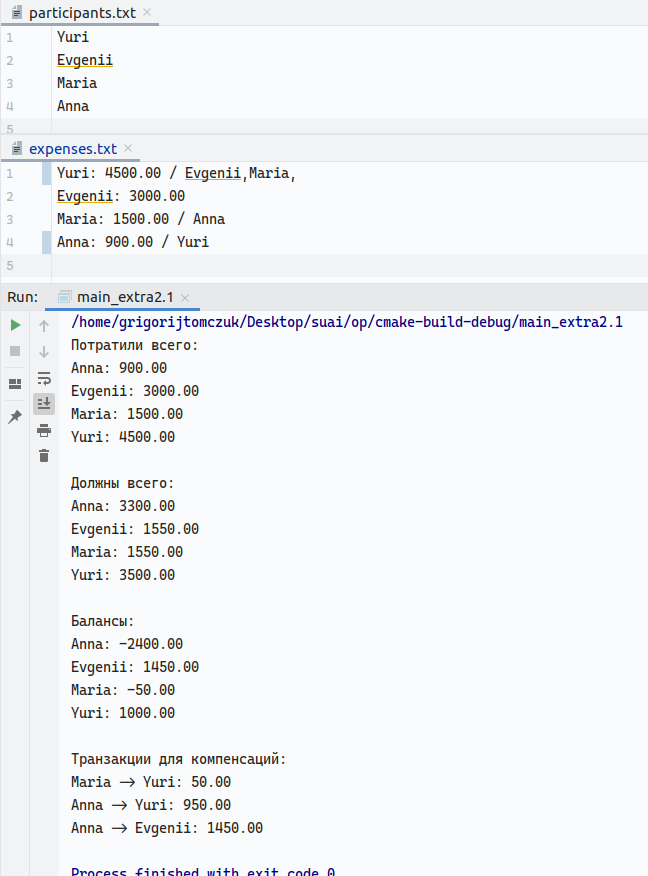 participants.txt
1 Yuri
2 Evgenii
3 Maria
4 Anna
5
expenses.txt
1 Yuri: 4500.00 / Evgenii,Maria,
2 Evgenii: 3000.00
3 Maria: 1500.00 / Anna
4 Anna: 900.00 / Yuri
5
Run: main_extra2.1
/home/grigorijtomczuk/Desktop/suai/op/cmake-build-debug/main_extra2.1
Потратили всего:
Anna: 900.00
Evgenii: 3000.00
Maria: 1500.00
Yuri: 4500.00
Должны всего:
Anna: 3300.00
Evgenii: 1550.00
Maria: 1550.00
Yuri: 3500.00
Балансы:
Anna: -2400.00
Evgenii: 1450.00
Maria: -50.00
Yuri: 1000.00
Транзакции для компенсаций:
Maria --> Yuri: 50.00
Anna --> Yuri: 950.00
Anna --> Evgenii: 1450.00
Process finished with exit code 0